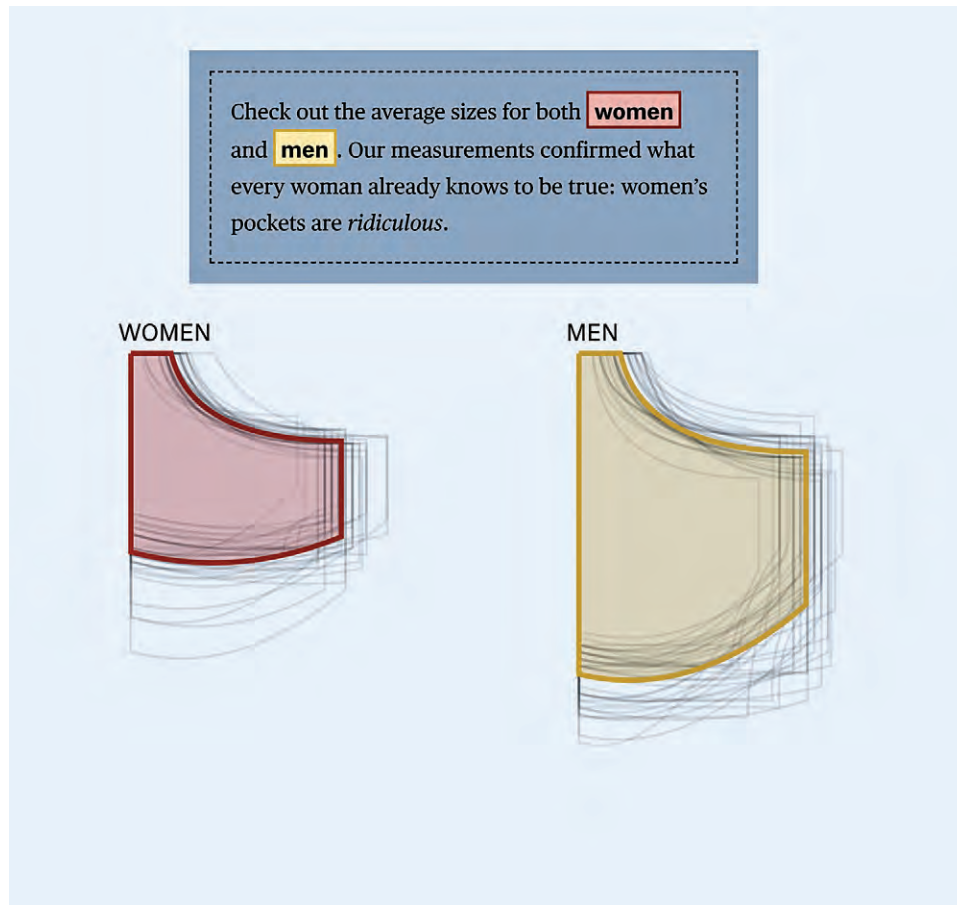 Check out the average sizes for both women
and men. Our measurements confirmed what
every woman already knows to be true: women’s
pockets are ridiculous.
WOMEN
MEN